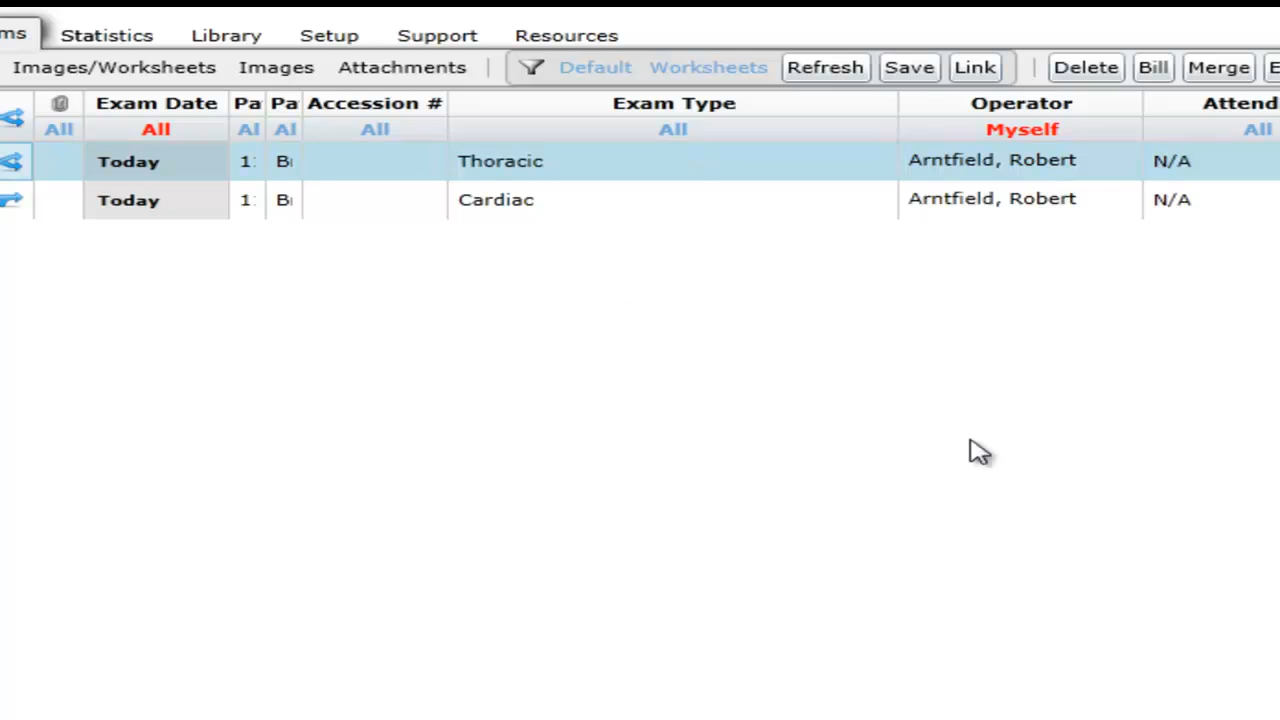 Statistics Library Setup Support Resources
Images/Worksheets Images Attachments | Default Worksheets Refresh Save Link | Delete Bill Merge
Exam Date Pa Pa Accession # Exam Type Operator Attend
All All Al Al All All Myself All
Today 1 B Thoracic Arntfield, Robert N/A
Today 1 B Cardiac Arntfield, Robert N/A